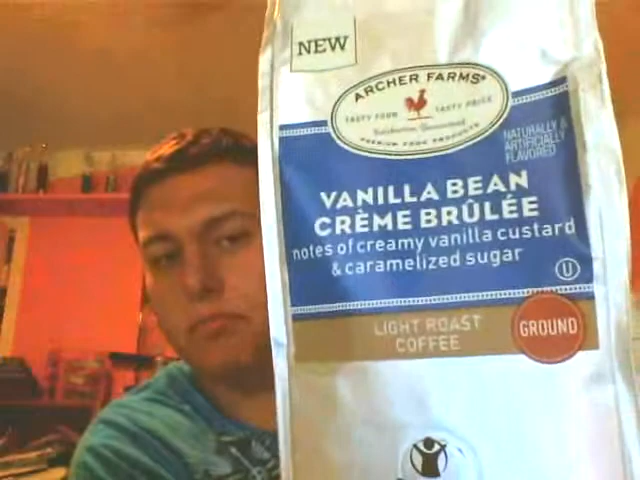 NEW
ARCHER FARMS®
TASTY FOOD TASTY PRICE
Satisfaction Guaranteed
PREMIUM FOOD PRODUCTS
NATURALLY &
ARTIFICIALLY
FLAVORED
VANILLA BEAN
CRÈME BRÛLÉE
notes of creamy vanilla custard
& caramelized sugar
U
LIGHT ROAST
COFFEE
GROUND